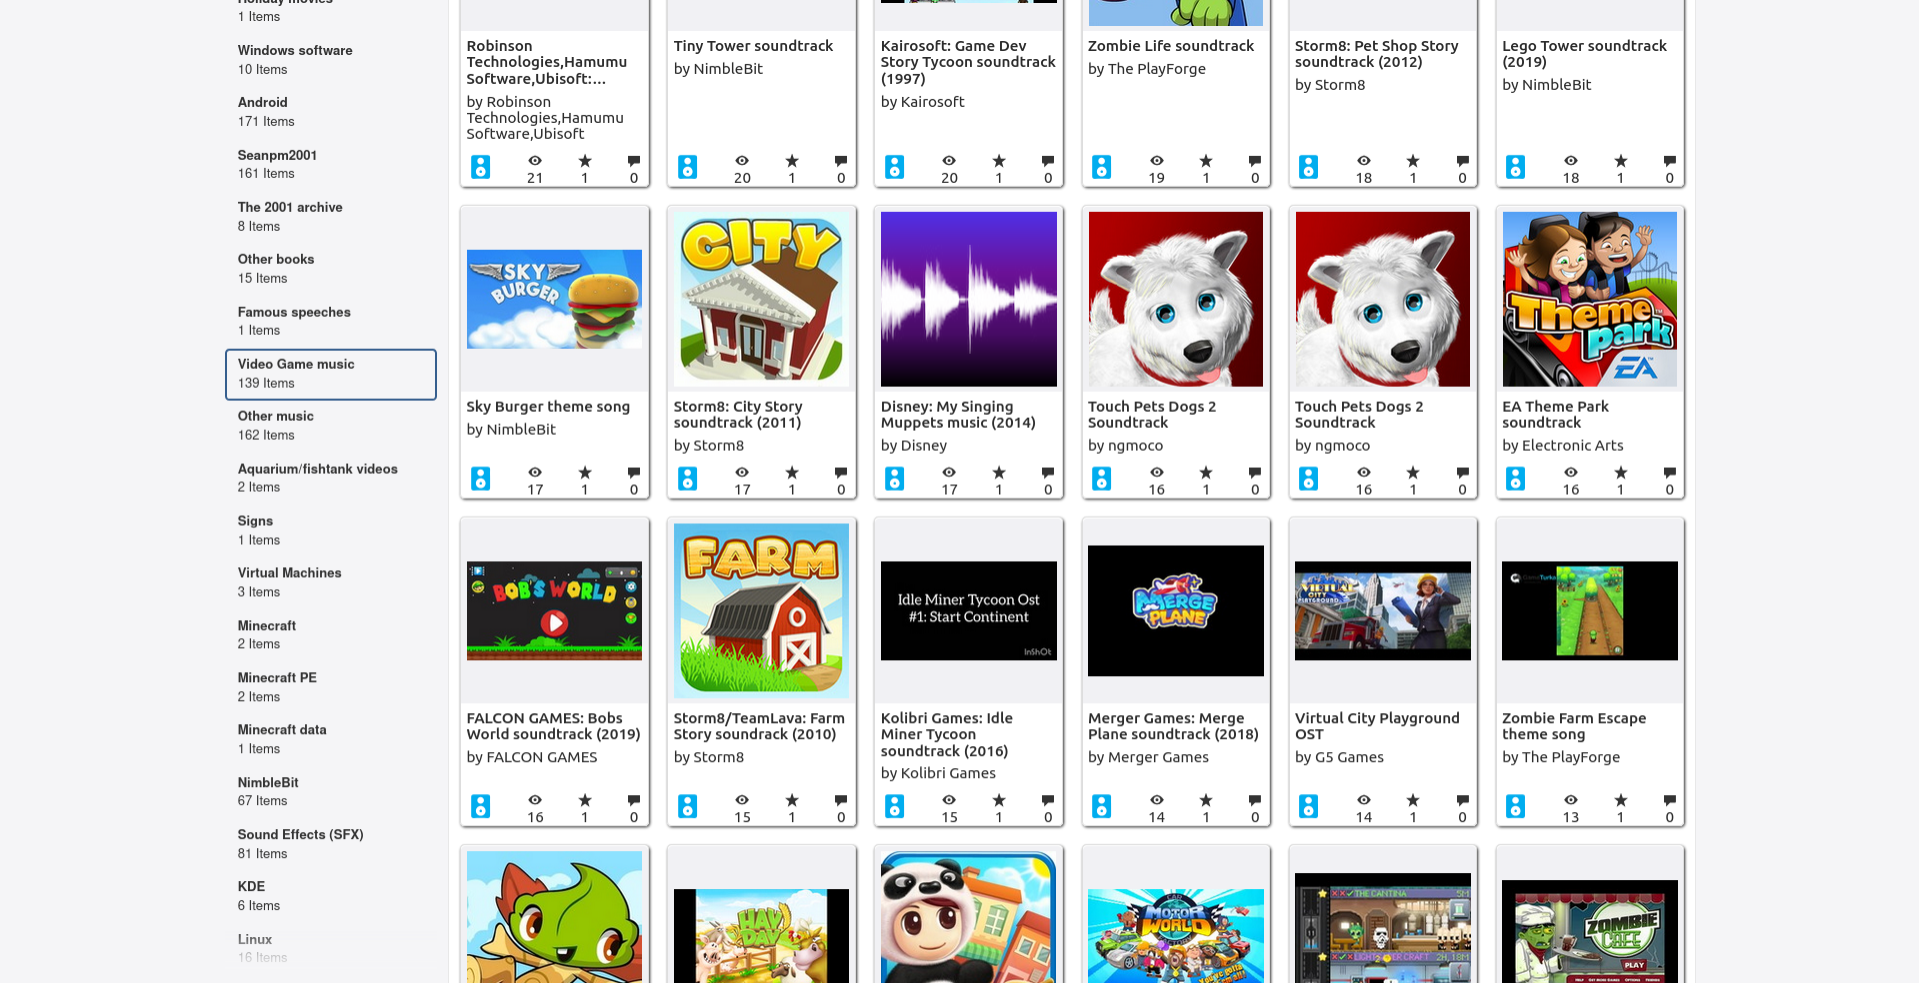 Holiday movies
1 Items
Windows software
10 Items
Android
171 Items
Seanpm2001
161 Items
The 2001 archive
8 Items
Other books
15 Items
Famous speeches
1 Items
Video Game music
139 Items
Other music
162 Items
Aquarium/fishtank videos
2 Items
Signs
1 Items
Virtual Machines
3 Items
Minecraft
2 Items
Minecraft PE
2 Items
Minecraft data
1 Items
NimbleBit
67 Items
Sound Effects (SFX)
81 Items
KDE
6 Items
Linux
16 Items
Robinson
Technologies,Hamumu
Software,Ubisoft:...
by Robinson
Technologies,Hamumu
Software,Ubisoft
21 1 0
Tiny Tower soundtrack
by NimbleBit
20 1 0
Kairosoft: Game Dev
Story Tycoon soundtrack
(1997)
by Kairosoft
20 1 0
Zombie Life soundtrack
by The PlayForge
19 1 0
Storm8: Pet Shop Story
soundtrack (2012)
by Storm8
18 1 0
Lego Tower soundtrack
(2019)
by NimbleBit
18 1 0
SKY
BURGER
Sky Burger theme song
by NimbleBit
17 1 0
CITY
Storm8: City Story
soundtrack (2011)
by Storm8
17 1 0
Disney: My Singing
Muppets music (2014)
by Disney
17 1 0
Touch Pets Dogs 2
Soundtrack
by ngmoco
16 1 0
Touch Pets Dogs 2
Soundtrack
by ngmoco
16 1 0
Theme
park
EA
EA Theme Park
soundtrack
by Electronic Arts
16 1 0
BOB'S WORLD
FALCON GAMES: Bobs
World soundtrack (2019)
by FALCON GAMES
16 1 0
FARM
Storm8/TeamLava: Farm
Story soundrack (2010)
by Storm8
15 1 0
Idle Miner Tycoon Ost
#1: Start Continent
InShOt
Kolibri Games: Idle
Miner Tycoon
soundtrack (2016)
by Kolibri Games
15 1 0
MERGE
PLANE
Merger Games: Merge
Plane soundtrack (2018)
by Merger Games
14 1 0
VIRTUAL
CITY
PLAYGROUND
Virtual City Playground
OST
by G5 Games
14 1 0
Zombie Farm Escape
theme song
by The PlayForge
13 1 0
HAY
DAY
MOTOR
WORLD
THE CANTINA 5M
2H, 18M
ZOMBIE
CAFE
PLAY